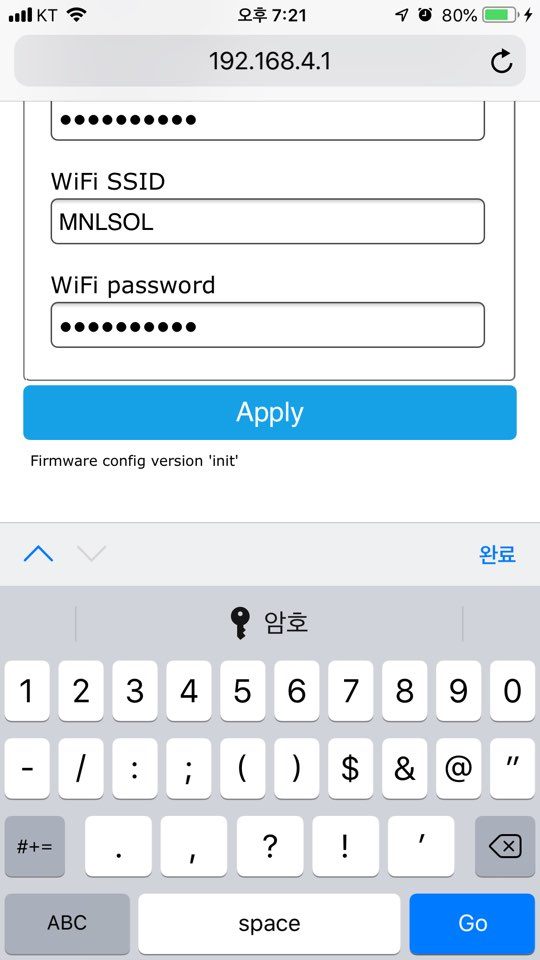 KT 오후 7:21 80%
192.168.4.1
••••••••••
WiFi SSID
MNLSOL
WiFi password
••••••••••
Apply
Firmware config version 'init'
완료
암호
1 2 3 4 5 6 7 8 9 0
- / : ; ( ) $ & @ "
#+= . , ? ! ’
ABC space Go